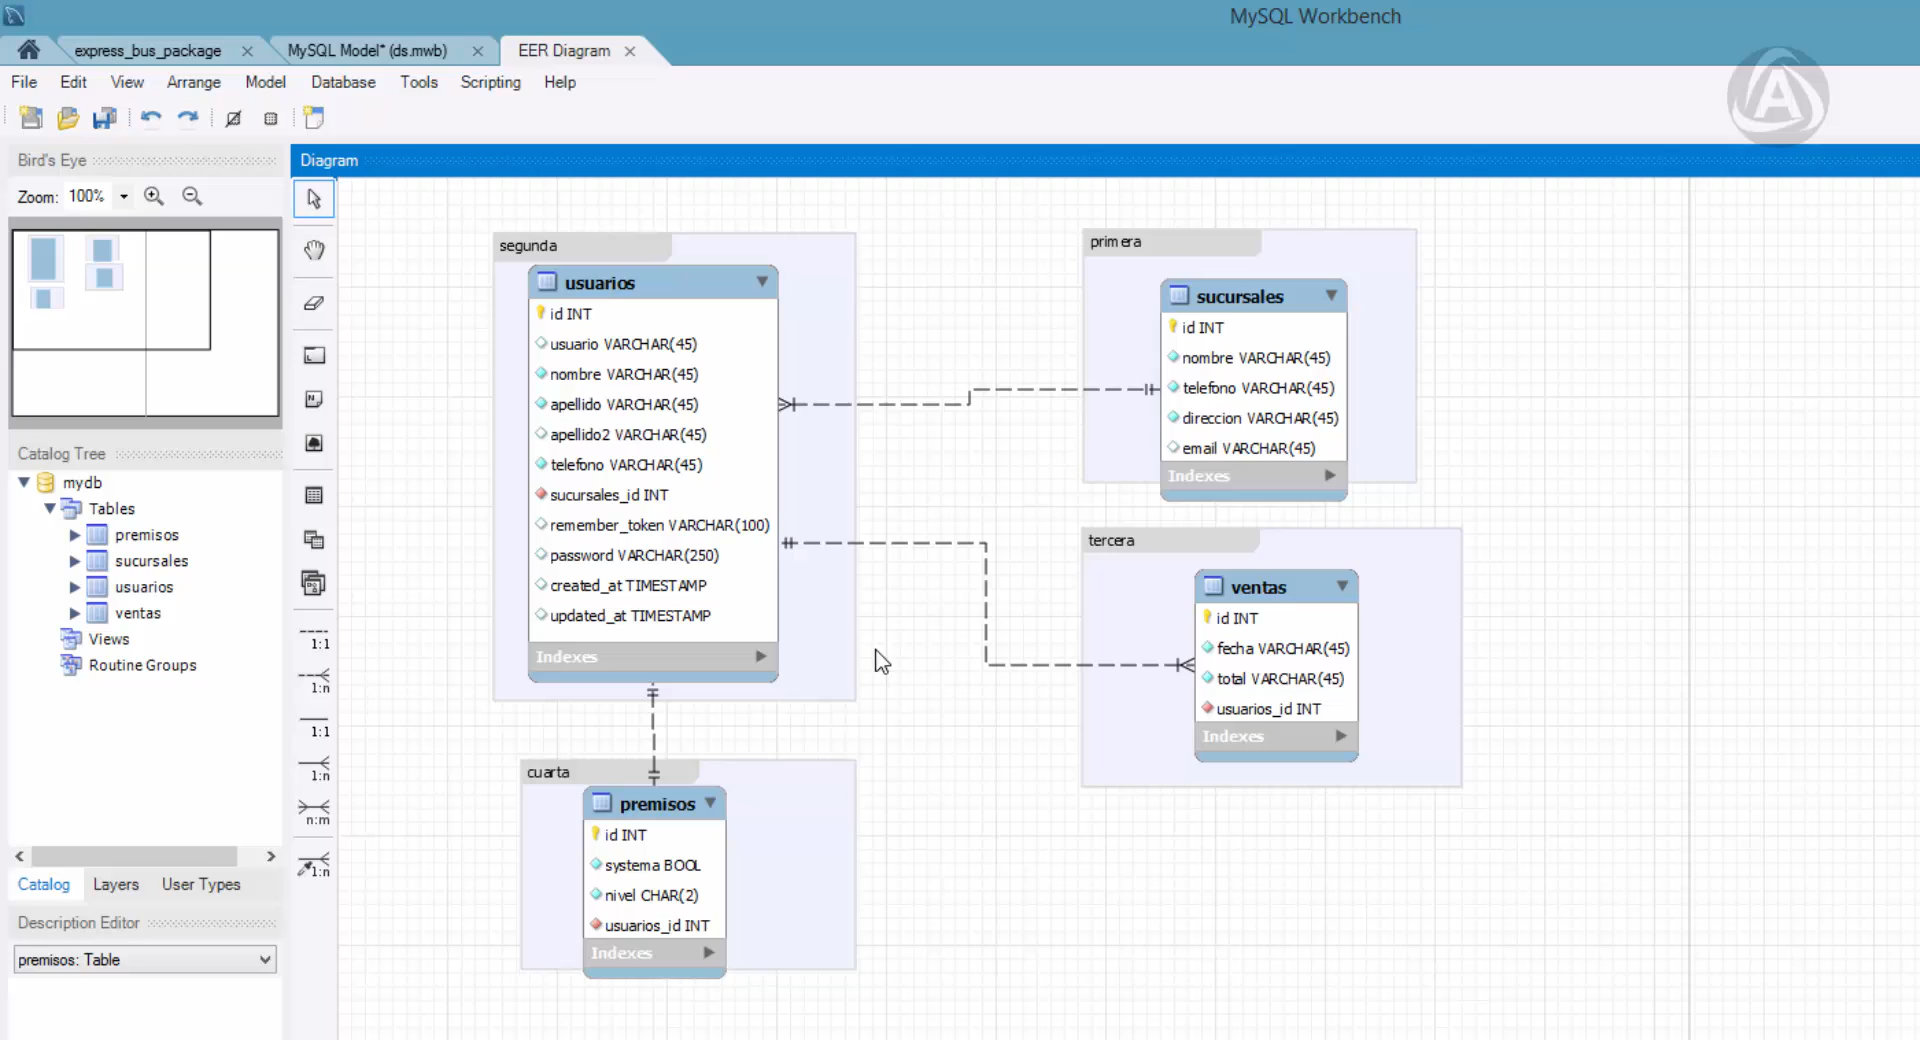 MySQL Workbench
express_bus_package
MySQL Model* (ds.mwb)
EER Diagram
File Edit View Arrange Model Database Tools Scripting Help
Bird's Eye
Zoom: 100%
Catalog Tree
mydb
Tables
premisos
sucursales
usuarios
ventas
Views
Routine Groups
Catalog Layers User Types
Description Editor
premisos: Table
Diagram
1:1
1:n
1:1
1:n
n:m
1:n
segunda
usuarios
id INT
usuario VARCHAR(45)
nombre VARCHAR(45)
apellido VARCHAR(45)
apellido2 VARCHAR(45)
telefono VARCHAR(45)
sucursales_id INT
remember_token VARCHAR(100)
password VARCHAR(250)
created_at TIMESTAMP
updated_at TIMESTAMP
Indexes
primera
sucursales
id INT
nombre VARCHAR(45)
telefono VARCHAR(45)
direccion VARCHAR(45)
email VARCHAR(45)
Indexes
tercera
ventas
id INT
fecha VARCHAR(45)
total VARCHAR(45)
usuarios_id INT
Indexes
cuarta
premisos
id INT
systema BOOL
nivel CHAR(2)
usuarios_id INT
Indexes
A